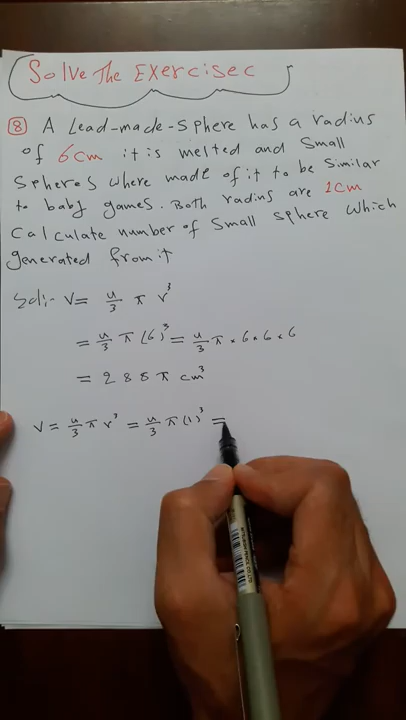 Solve The Exercisec
8 A Lead-made-sphere has a radius
of 6cm it is melted and small
spheres where made of it to be similar
to baby games. Both radius are 1cm
Calculate number of small sphere which
generated from it
Sol:- V= 4/3 π r³
= 4/3 π (6)³ = 4/3 π × 6 × 6 × 6
= 288 π cm³
V = 4/3 π r³ = 4/3 π (1)³ =